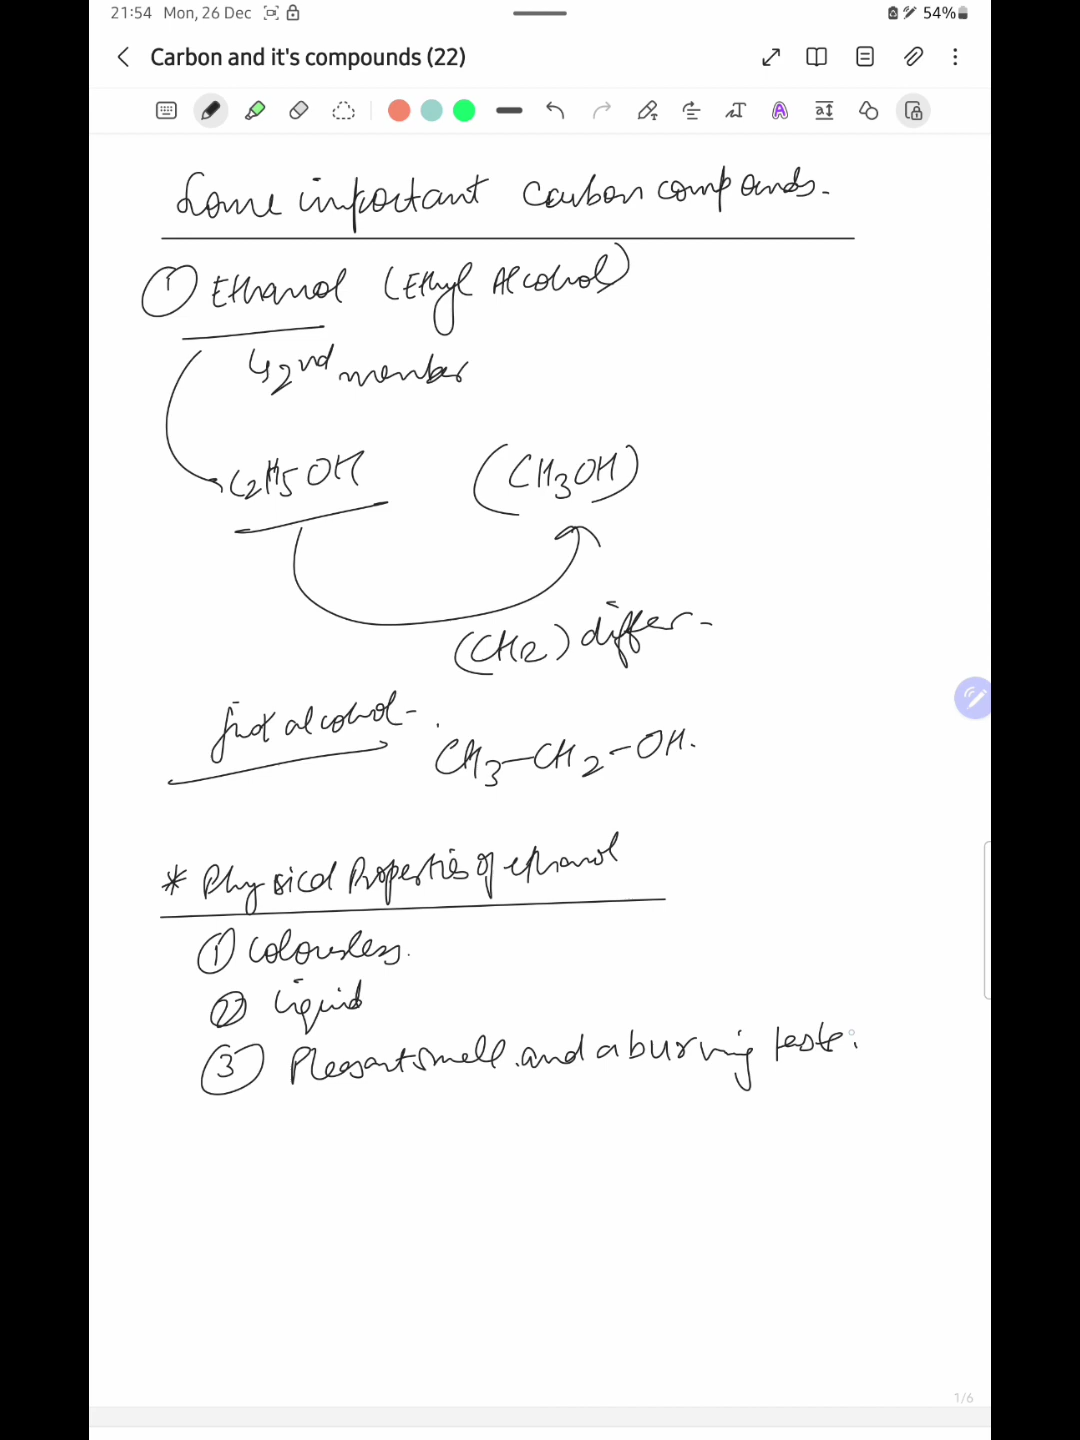 21:54 Mon, 26 Dec 54%
Carbon and it's compounds (22)
Some important Carbon compounds.
① Ethanol (Ethyl Alcohol)
↳ 2nd member
C2H5OH (CH3OH)
(CH2) differ-
just alcohol-. CH3-CH2-OH.
* Physical Properties of ethanol
① colourless.
② Liquid
③ Pleasant smell. and a burning taste.
1/6